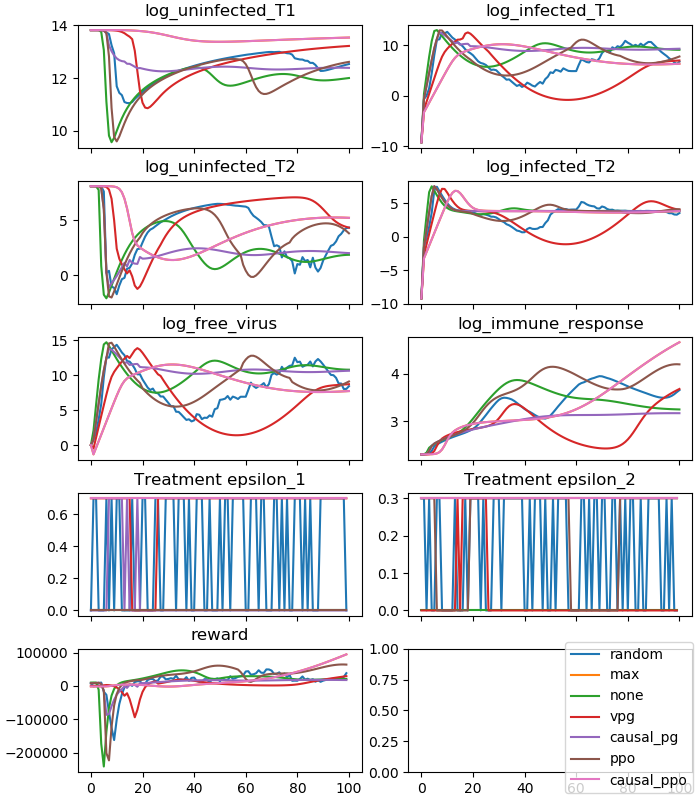 log_uninfected_T1
log_infected_T1
14
12
10
10
0
−10
log_uninfected_T2
log_infected_T2
5
0
5
0
−5
−10
log_free_virus
log_immune_response
15
10
5
0
4
3
Treatment epsilon_1
Treatment epsilon_2
0.6
0.4
0.2
0.0
0.3
0.2
0.1
0.0
reward
100000
0
−100000
−200000
0 20 40 60 80 100
1.00
0.75
0.50
0.25
0.00
0 20 40 60 80 100
random
max
none
vpg
causal_pg
ppo
causal_ppo